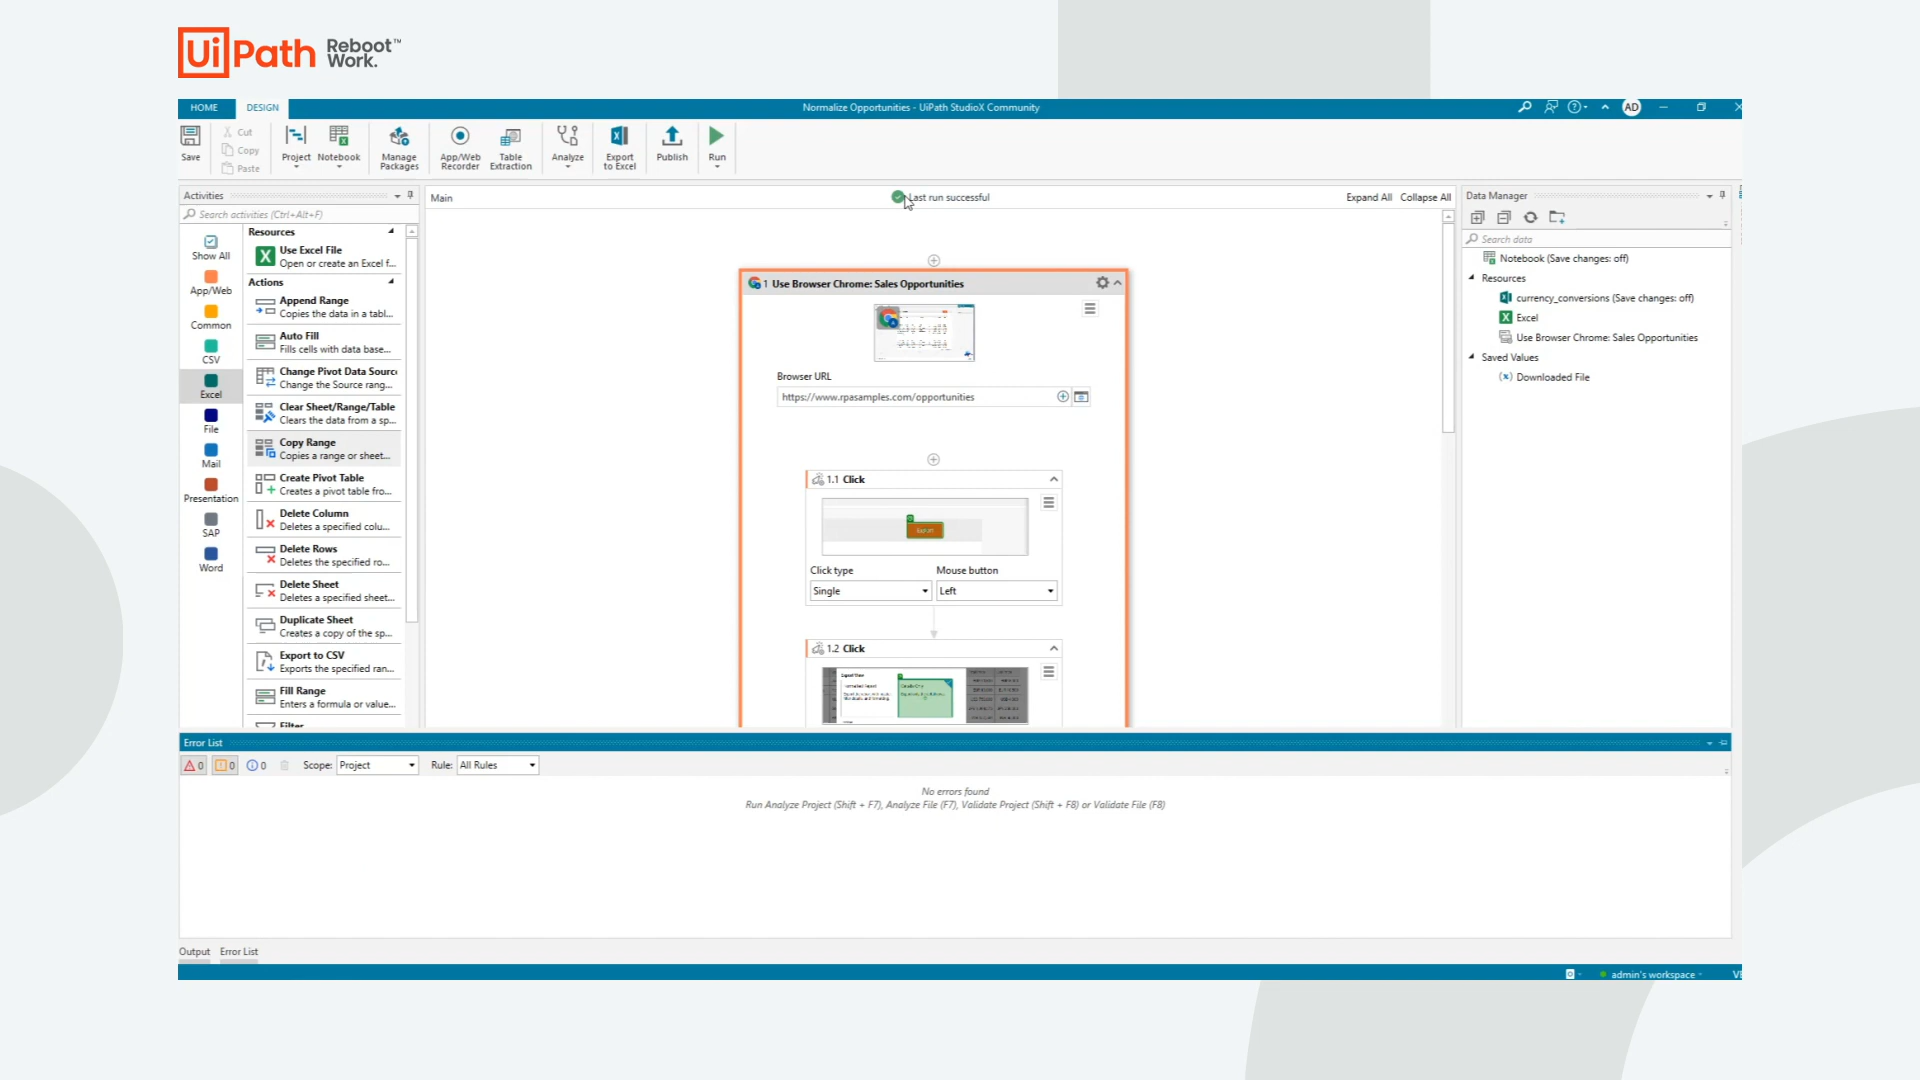 UiPath Reboot™ Work.
HOME DESIGN Normalize Opportunities - UiPath StudioX Community AD
Save
Cut
Copy
Paste
Project
Notebook
Manage Packages
App/Web Recorder
Table Extraction
Analyze
Export to Excel
Publish
Run
Activities
Search activities (Ctrl+Alt+F)
Show All
App/Web
Common
CSV
Excel
File
Mail
Presentation
SAP
Word
Resources
Use Excel File
Open or create an Excel f...
Actions
Append Range
Copies the data in a tabl...
Auto Fill
Fills cells with data base...
Change Pivot Data Sourc
Change the Source rang...
Clear Sheet/Range/Table
Clears the data from a sp...
Copy Range
Copies a range or sheet...
Create Pivot Table
Creates a pivot table fro...
Delete Column
Deletes a specified colu...
Delete Rows
Deletes the specified ro...
Delete Sheet
Deletes a specified sheet...
Duplicate Sheet
Creates a copy of the sp...
Export to CSV
Exports the specified ran...
Fill Range
Enters a formula or value...
Filter
Main Last run successful Expand All Collapse All
1 Use Browser Chrome: Sales Opportunities
Browser URL
https://www.rpasamples.com/opportunities
1.1 Click
Export
Click type Mouse button
Single Left
1.2 Click
Export View
Data Manager
Search data
Notebook (Save changes: off)
Resources
currency_conversions (Save changes: off)
Excel
Use Browser Chrome: Sales Opportunities
Saved Values
(x) Downloaded File
Error List
0 0 0 Scope: Project Rule: All Rules
No errors found
Run Analyze Project (Shift + F7), Analyze File (F7), Validate Project (Shift + F8) or Validate File (F8)
Output Error List
admin's workspace